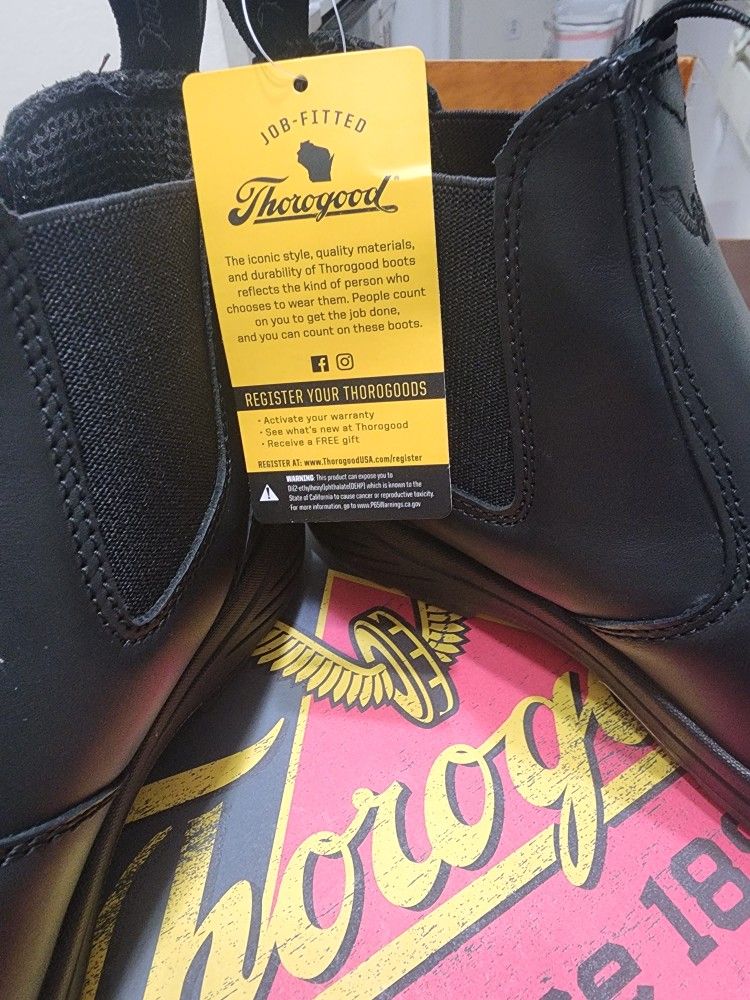 JOB-FITTED
Thorogood®
The iconic style, quality materials,
and durability of Thorogood boots
reflects the kind of person who
chooses to wear them. People count
on you to get the job done,
and you can count on these boots.
REGISTER YOUR THOROGOODS
• Activate your warranty
• See what's new at Thorogood
• Receive a FREE gift
REGISTER AT: www.ThorogoodUSA.com/register
WARNING: This product can expose you to
Di(2-ethylhexyl)phthalate(DEHP) which is known to the
State of California to cause cancer or reproductive toxicity.
For more information, go to www.P65Warnings.ca.gov
Thorogo
ce 189